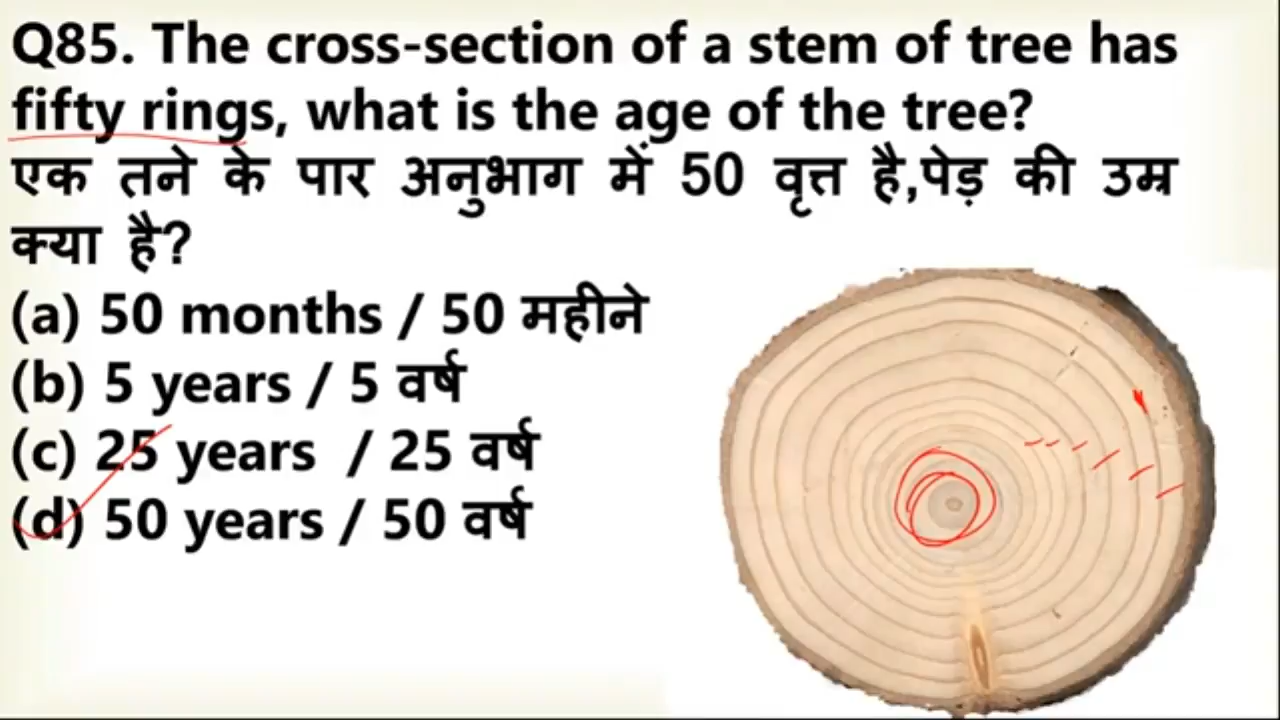 Q85. The cross-section of a stem of tree has
fifty rings, what is the age of the tree?
एक तने के पार अनुभाग में 50 वृत्त है,पेड़ की उम्र
क्या है?
(a) 50 months / 50 महीने
(b) 5 years / 5 वर्ष
(c) 25 years / 25 वर्ष
(d) 50 years / 50 वर्ष